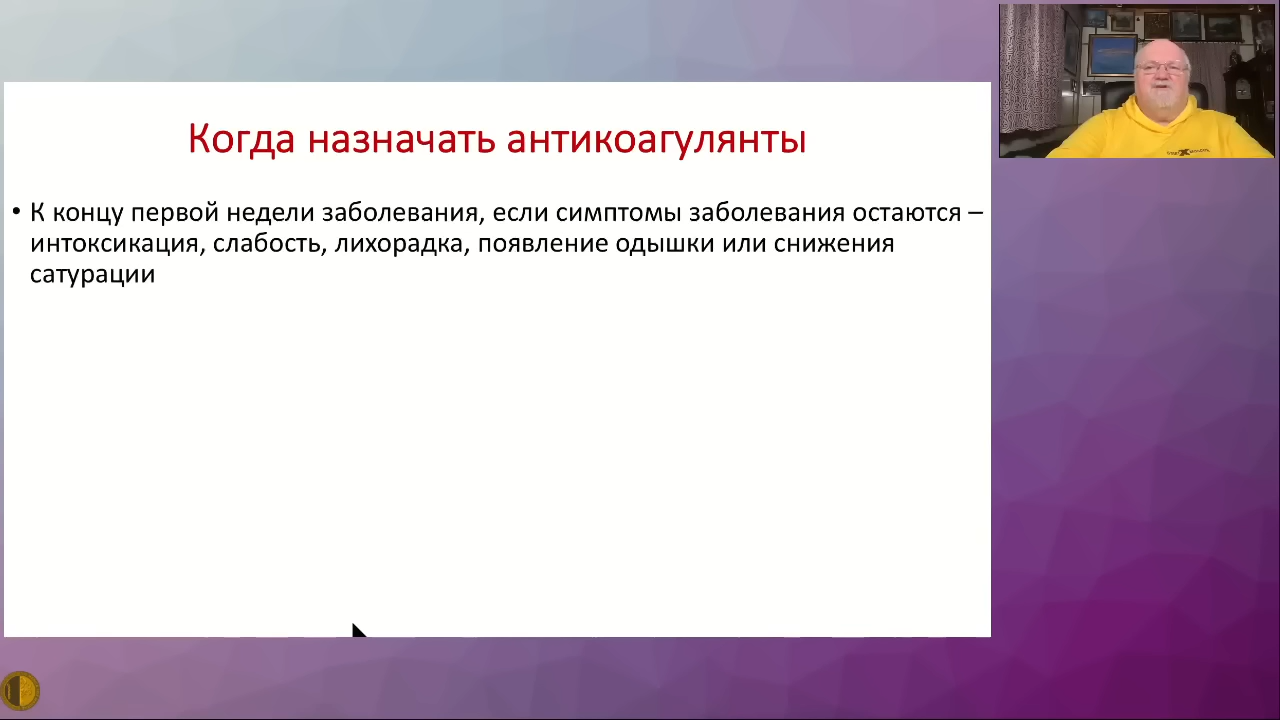 Когда назначать антикоагулянты
• К концу первой недели заболевания, если симптомы заболевания остаются –
интоксикация, слабость, лихорадка, появление одышки или снижения
сатурации